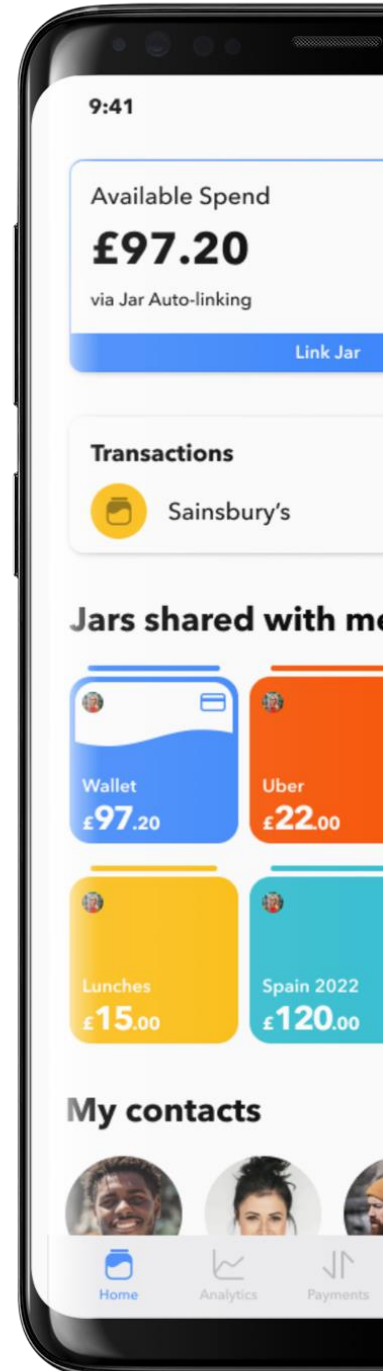 9:41
Available Spend
£97.20
via Jar Auto-linking
Link Jar
Transactions
Sainsbury's
Jars shared with me
Wallet
£97.20
Uber
£22.00
Lunches
£15.00
Spain 2022
£120.00
My contacts
Home
Analytics
Payments